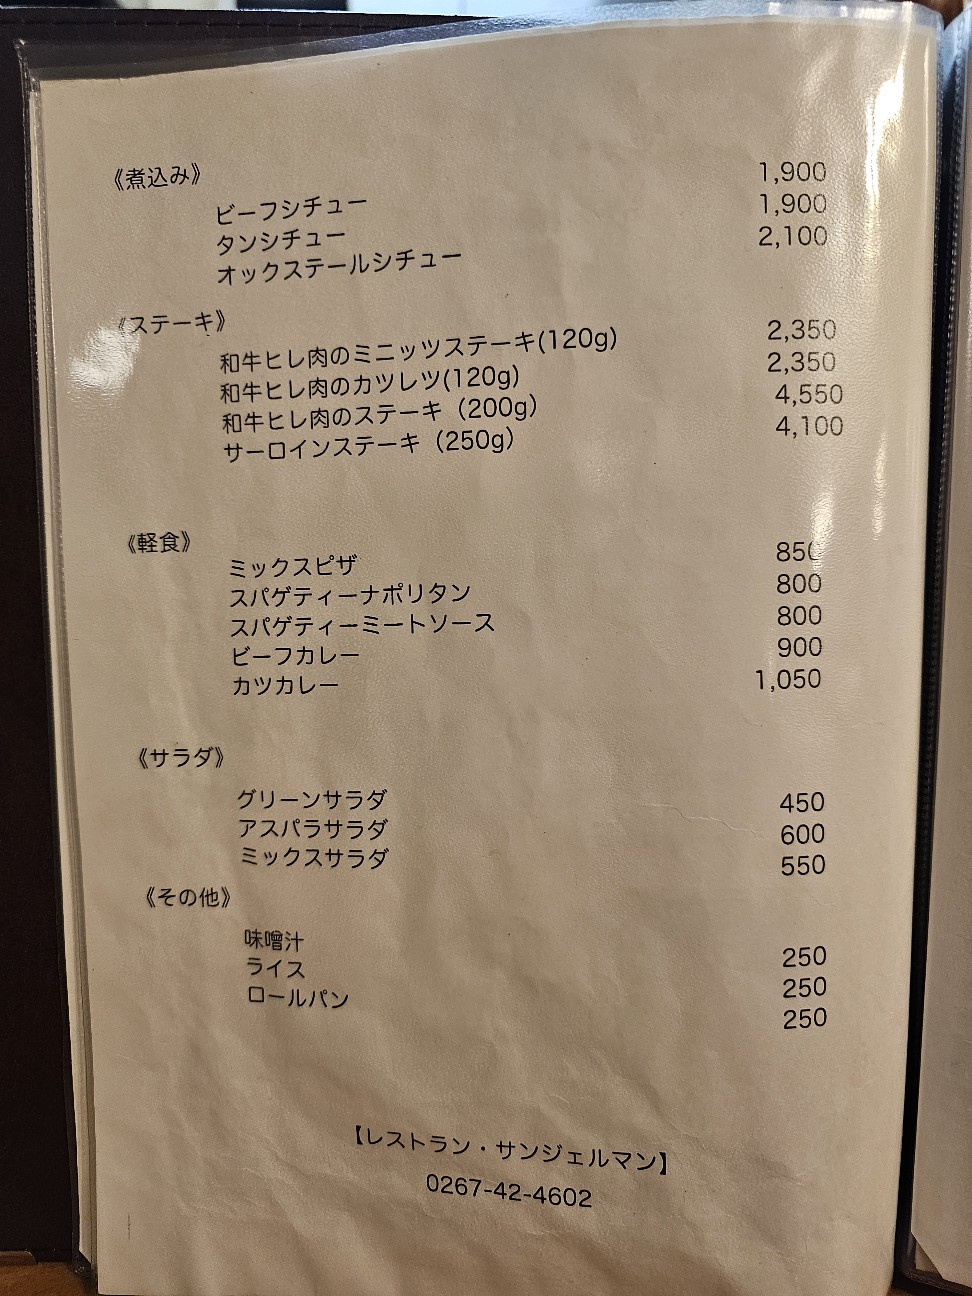 《煮込み》
ビーフシチュー 1,900
タンシチュー 1,900
オックステールシチュー 2,100
《ステーキ》
和牛ヒレ肉のミニッツステーキ(120g) 2,350
和牛ヒレ肉のカツレツ(120g) 2,350
和牛ヒレ肉のステーキ（200g） 4,550
サーロインステーキ（250g） 4,100
《軽食》
ミックスピザ 850
スパゲティーナポリタン 800
スパゲティーミートソース 800
ビーフカレー 900
カツカレー 1,050
《サラダ》
グリーンサラダ 450
アスパラサラダ 600
ミックスサラダ 550
《その他》
味噌汁 250
ライス 250
ロールパン 250
【レストラン・サンジェルマン】
0267-42-4602